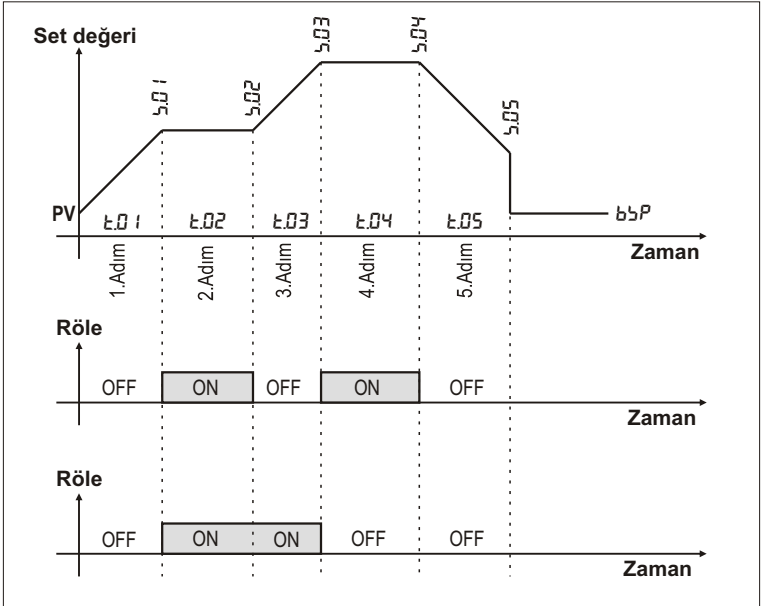 Set değeri
S.01
S.02
S.03
S.04
S.05
PV
t.01
t.02
t.03
t.04
t.05
bSP
Zaman
1.Adım
2.Adım
3.Adım
4.Adım
5.Adım
Röle
OFF
ON
OFF
ON
OFF
Zaman
Röle
OFF
ON
ON
OFF
OFF
Zaman